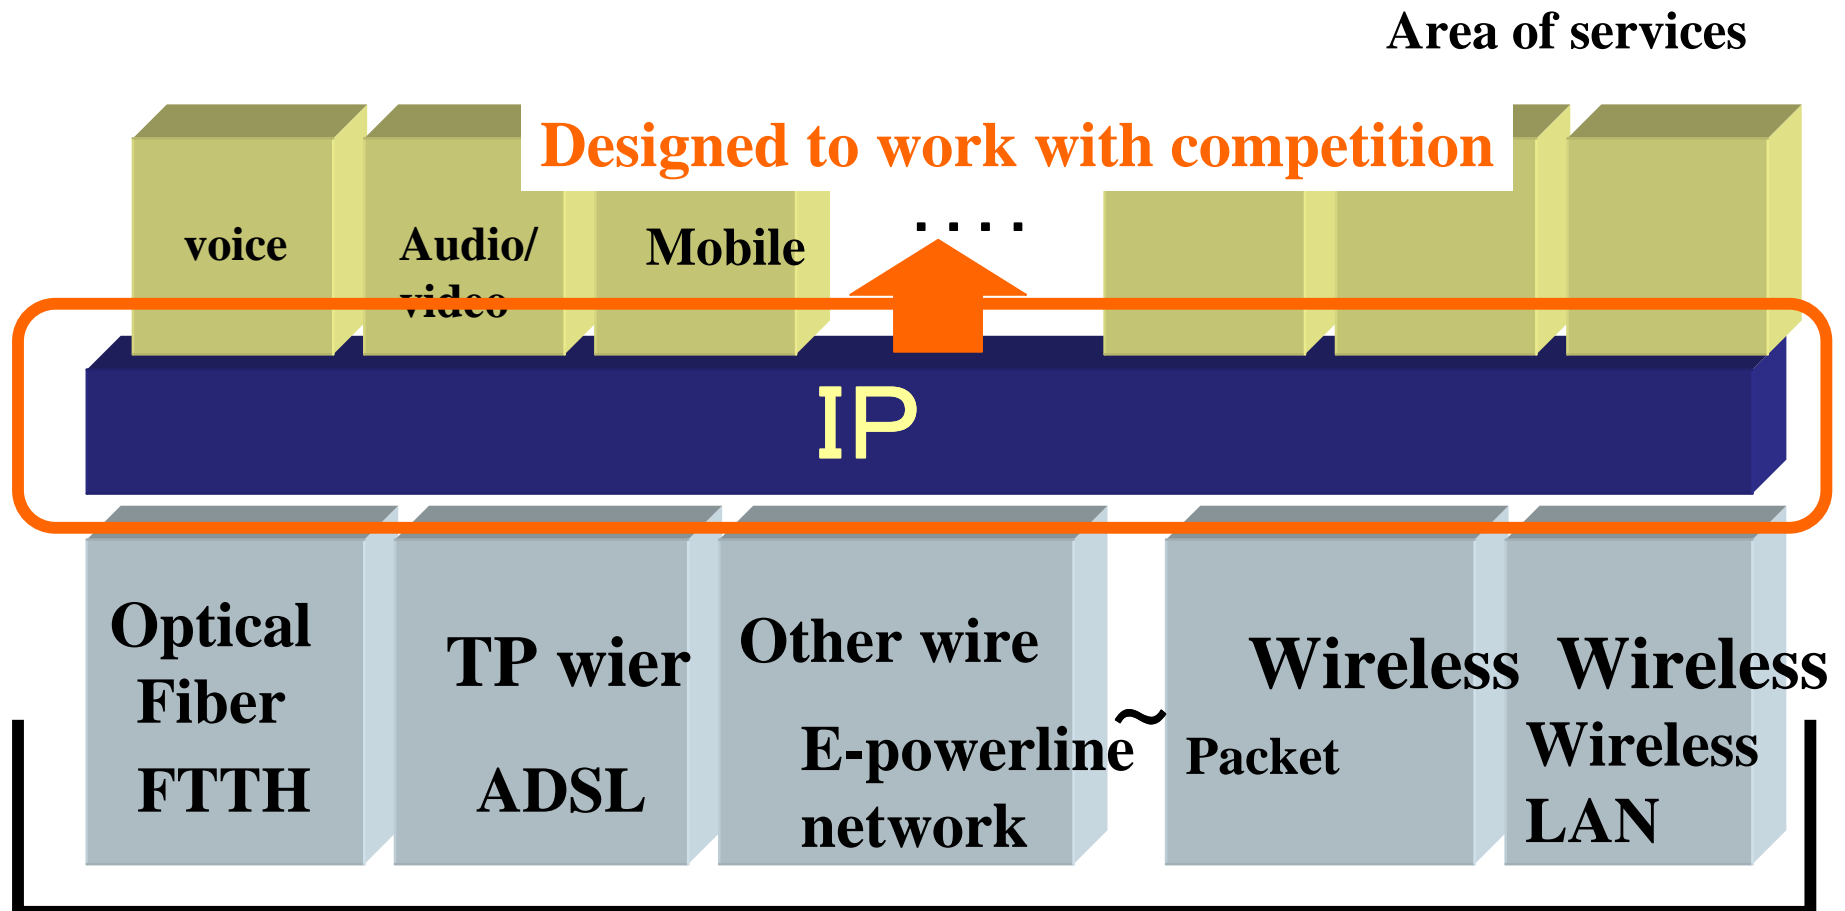 Area of services
Designed to work with competition
voice
Audio/
video
Mobile
....
IP
Optical
Fiber
FTTH
TP wier
ADSL
Other wire
E-powerline
network
~
Wireless
Packet
Wireless
Wireless
LAN